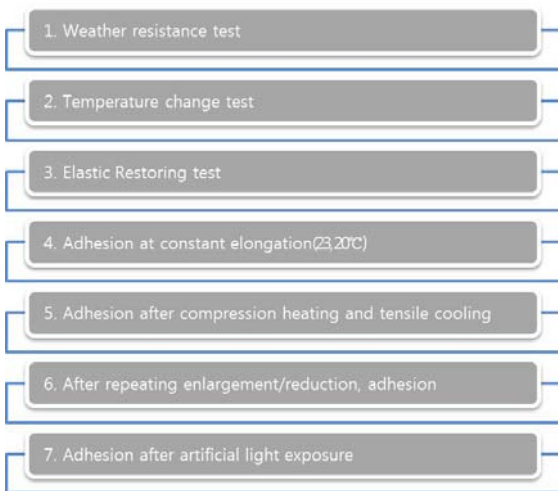 1. Weather resistance test
2. Temperature change test
3. Elastic Restoring test
4. Adhesion at constant elongation(23,20℃)
5. Adhesion after compression heating and tensile cooling
6. After repeating enlargement/reduction, adhesion
7. Adhesion after artificial light exposure